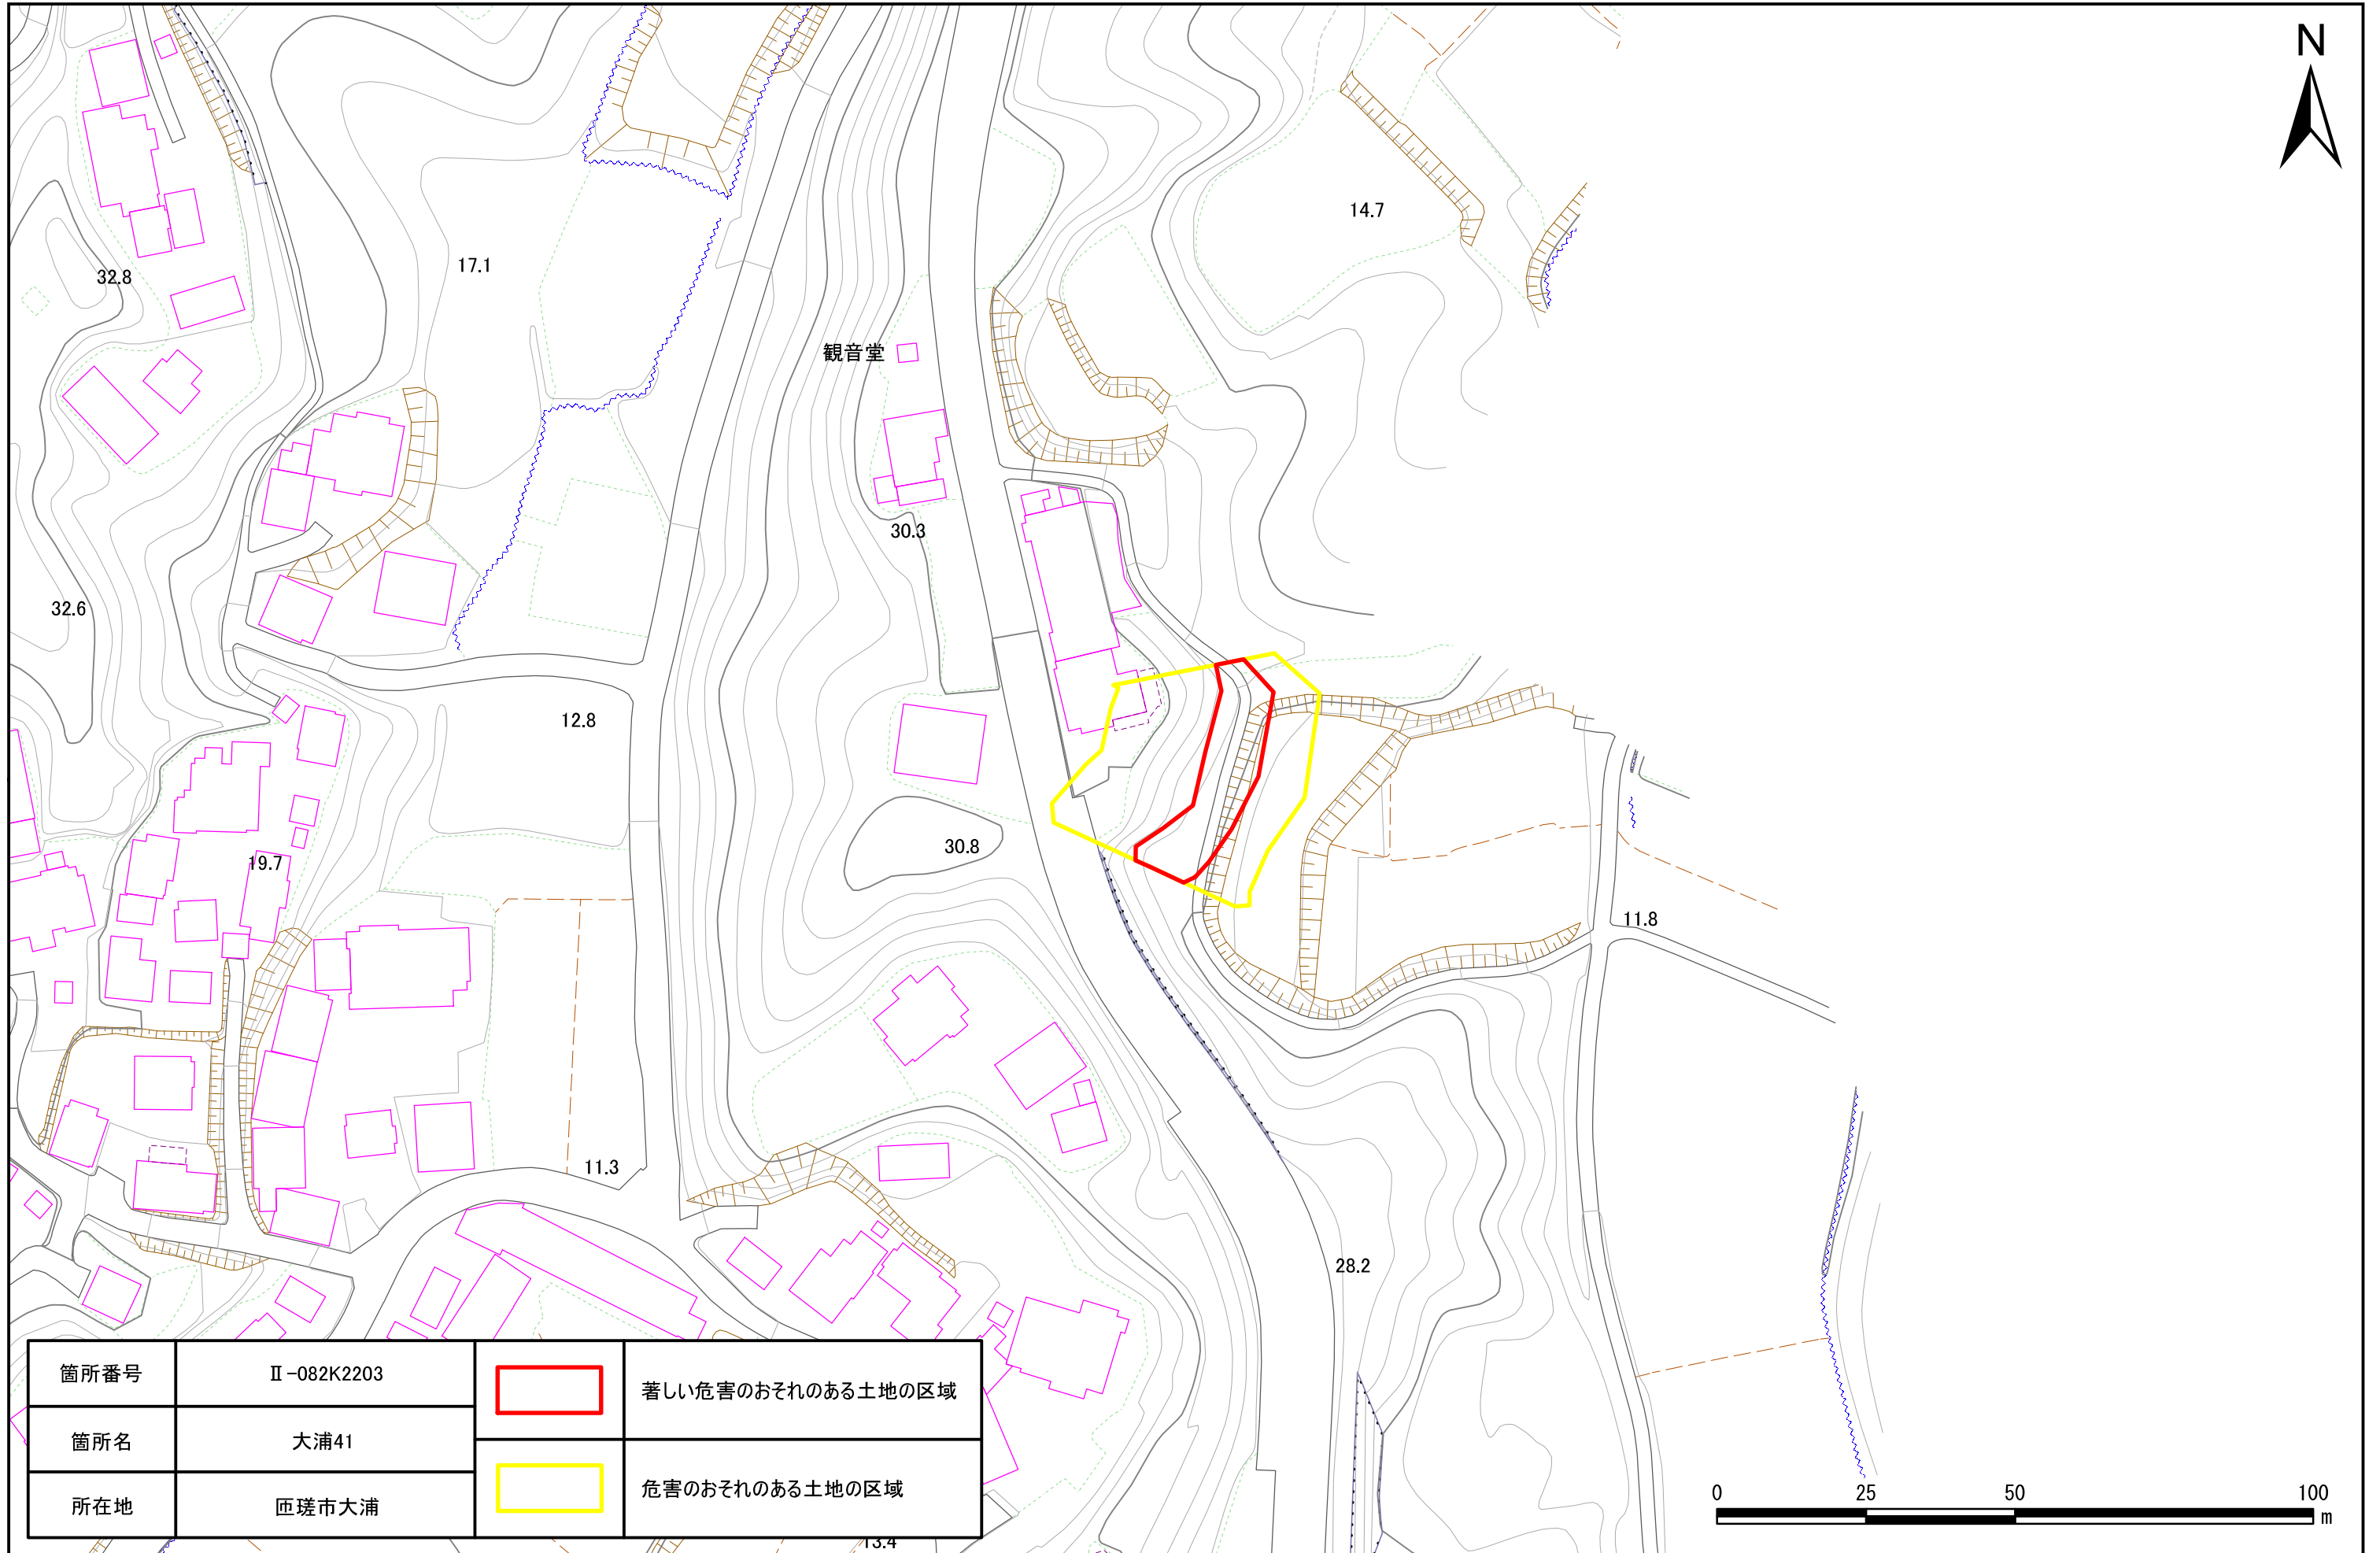 N
14.7
17.1
32.8
観音堂
30.3
32.6
12.8
30.8
19.7
11.8
11.3
28.2
箇所番号 Ⅱ-082K2203
箇所名 大浦41
所在地 匝瑳市大浦
著しい危害のおそれのある土地の区域
危害のおそれのある土地の区域
0 25 50 100
m
13.4